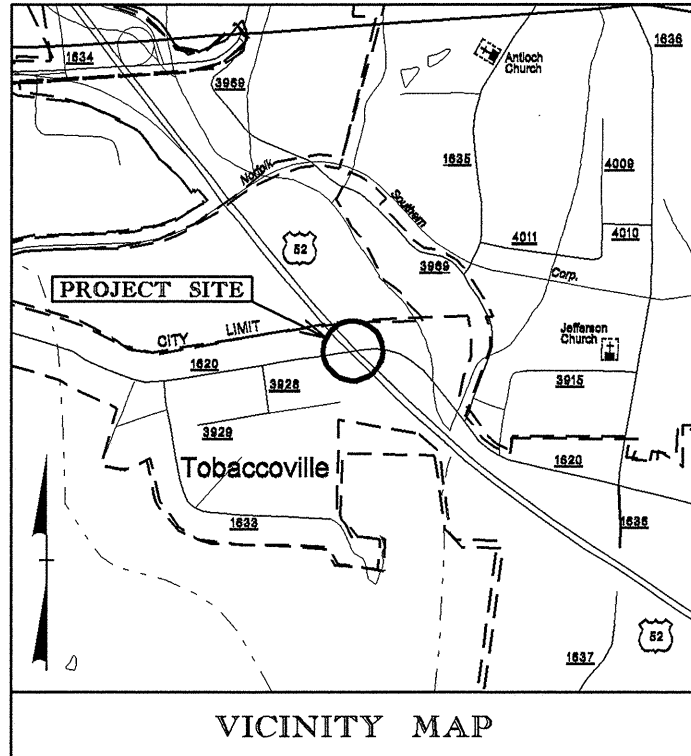 1634
3969
Antioch
Church
1636
Norfolk
Southern
1635
4009
4011
4010
52
3969
Corp.
PROJECT SITE
CITY LIMIT
Jefferson
Church
1620
3928
3915
3929
Tobaccoville
1620
1633
1636
52
1637
VICINITY MAP